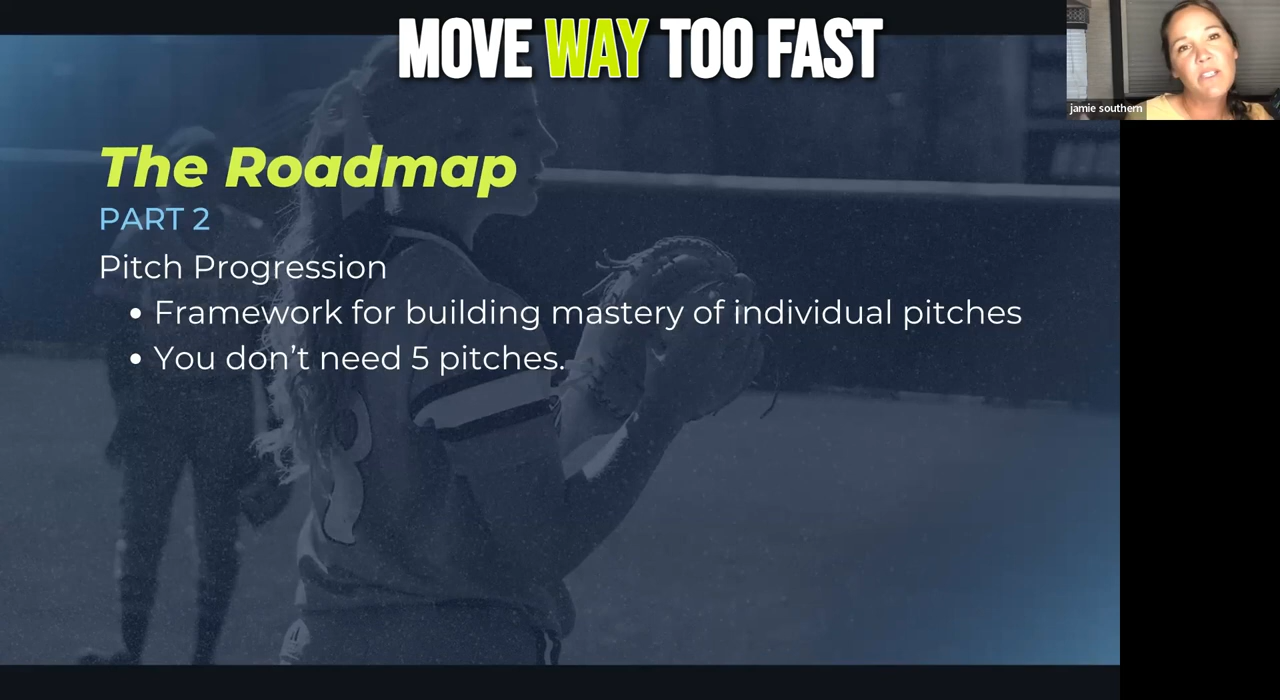 MOVE WAY TOO FAST
jamie southern
The Roadmap
PART 2
Pitch Progression
• Framework for building mastery of individual pitches
• You don’t need 5 pitches.